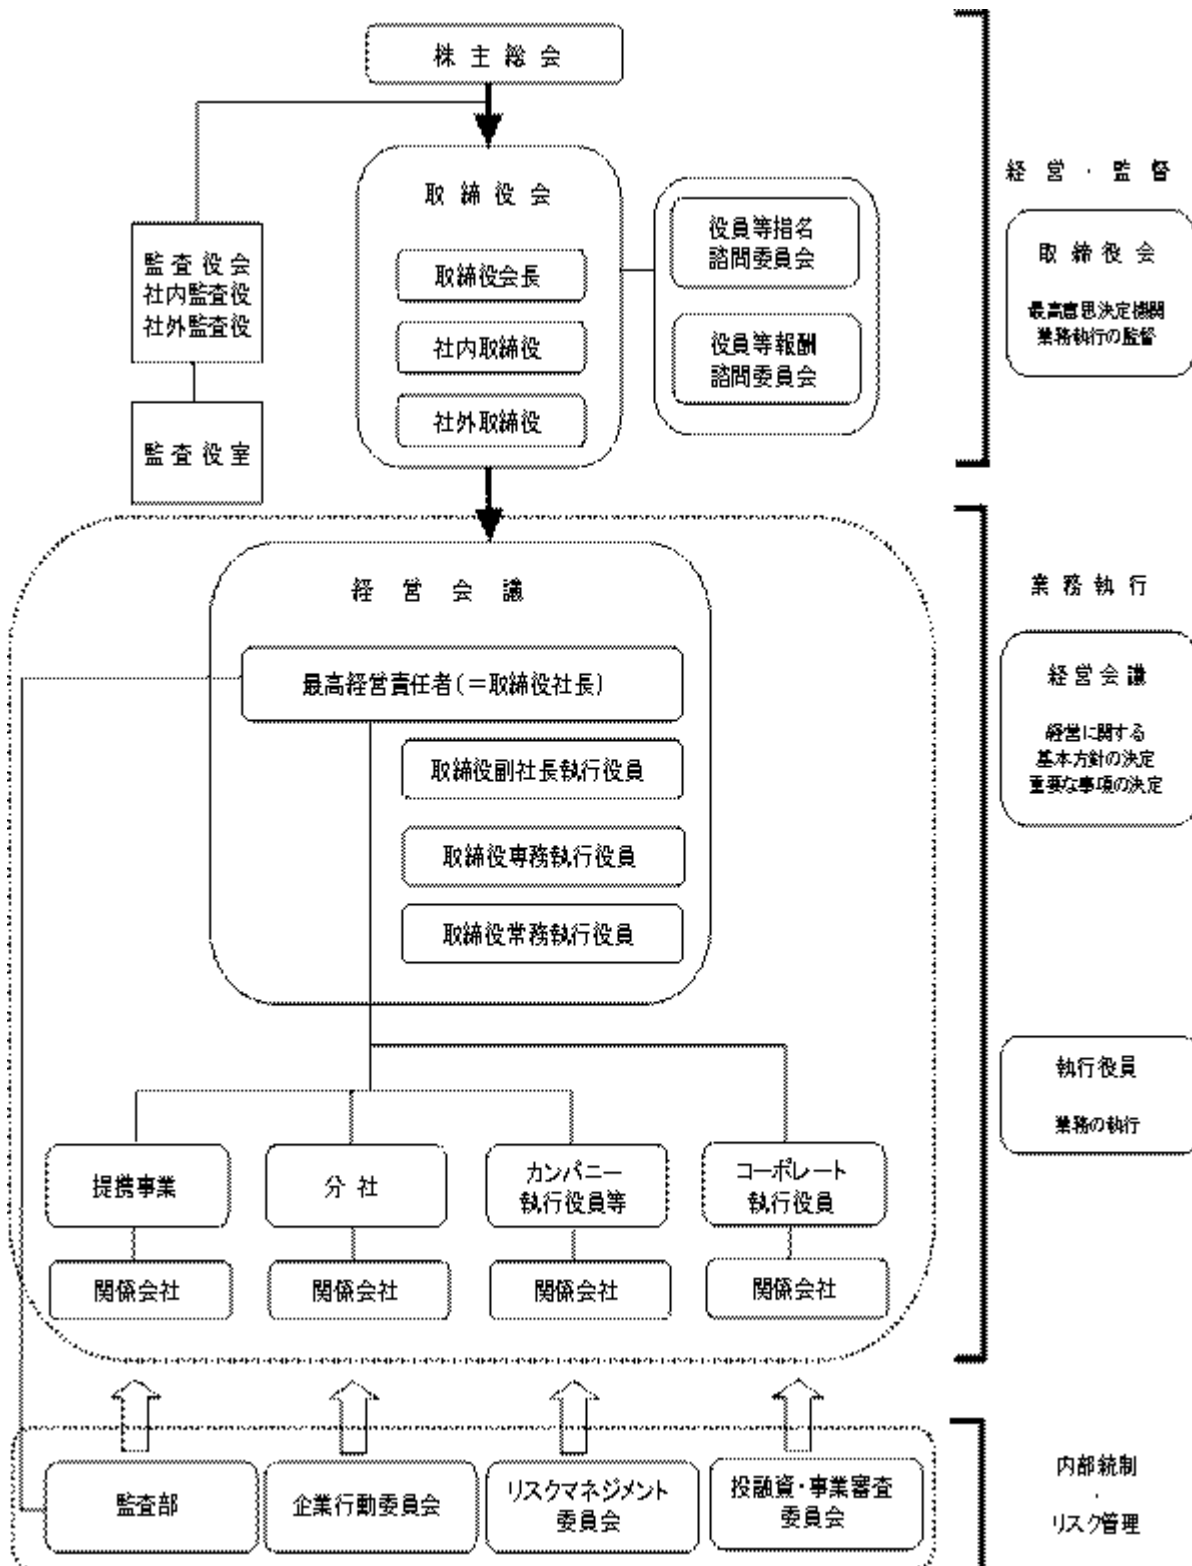 株主総会
取締役会
取締役会長
社内取締役
社外取締役
役員等指名
諮問委員会
役員等報酬
諮問委員会
監査役会
社内監査役
社外監査役
監査役室
経営・監督
取締役会
最高意思決定機関
業務執行の監督
経営会議
最高経営責任者(＝取締役社長)
取締役副社長執行役員
取締役専務執行役員
取締役常務執行役員
業務執行
経営会議
経営に関する
基本方針の決定
重要な事項の決定
執行役員
業務の執行
提携事業
分社
カンパニー
執行役員等
コーポレート
執行役員
関係会社
関係会社
関係会社
関係会社
監査部
企業行動委員会
リスクマネジメント
委員会
投融資・事業審査
委員会
内部統制
・
リスク管理